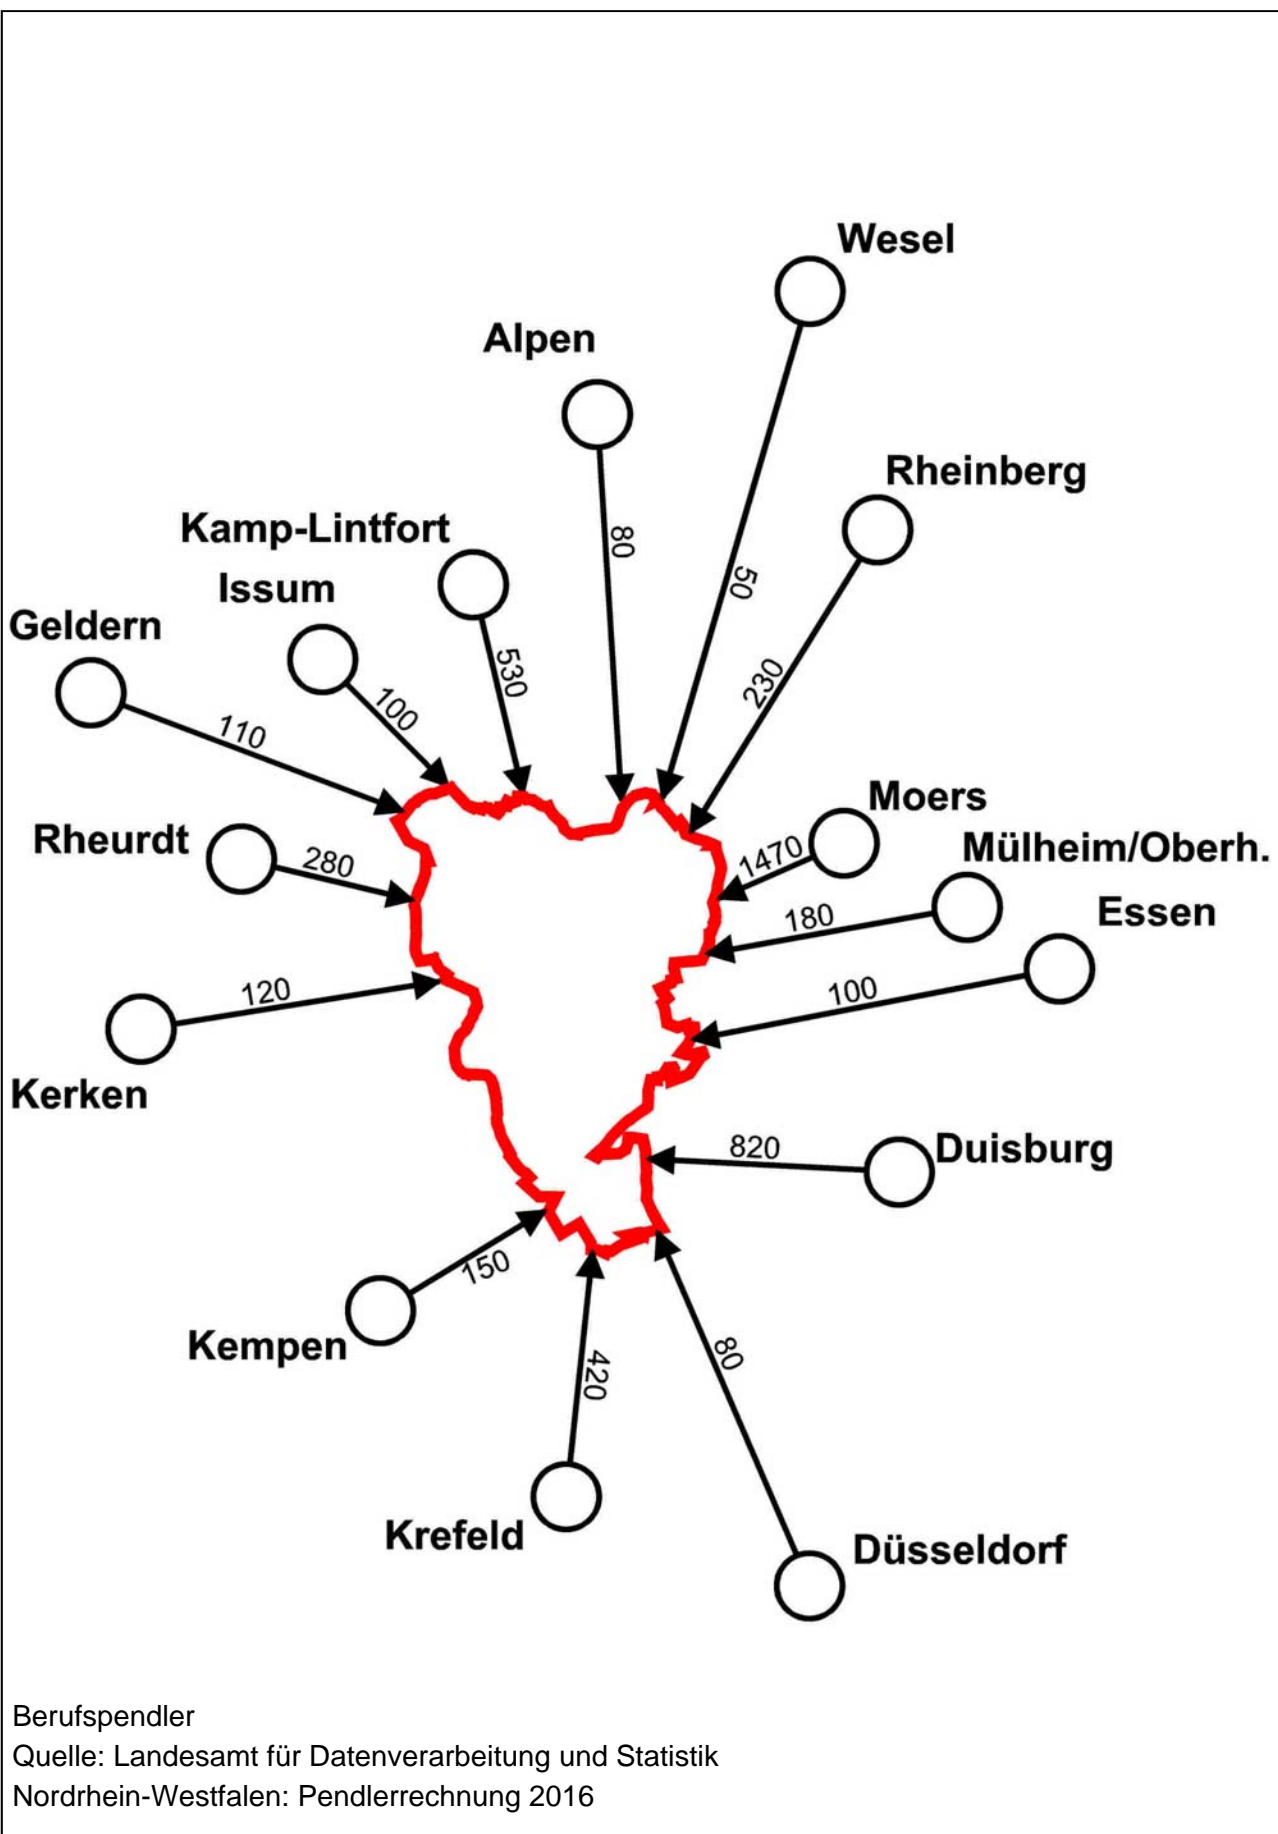 Wesel
Alpen
Rheinberg
80
Kamp-Lintfort
50
Issum
Geldern
530
230
100
110
Moers
Rheurdt
1470
Mülheim/Oberh.
280
180
Essen
120
100
Kerken
820
Duisburg
150
Kempen
420
80
Krefeld
Düsseldorf
Berufspendler
Quelle: Landesamt für Datenverarbeitung und Statistik
Nordrhein-Westfalen: Pendlerrechnung 2016